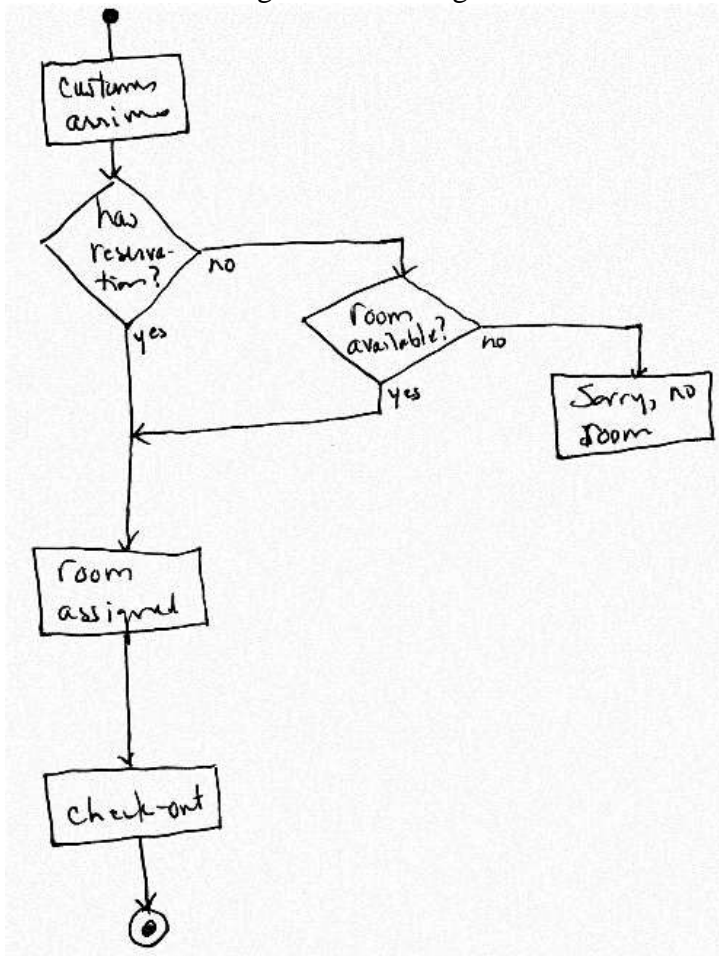 customer
arrives
has
reserva-
tion?
no
yes
room
available?
no
yes
Sorry, no
room
room
assigned
check-out